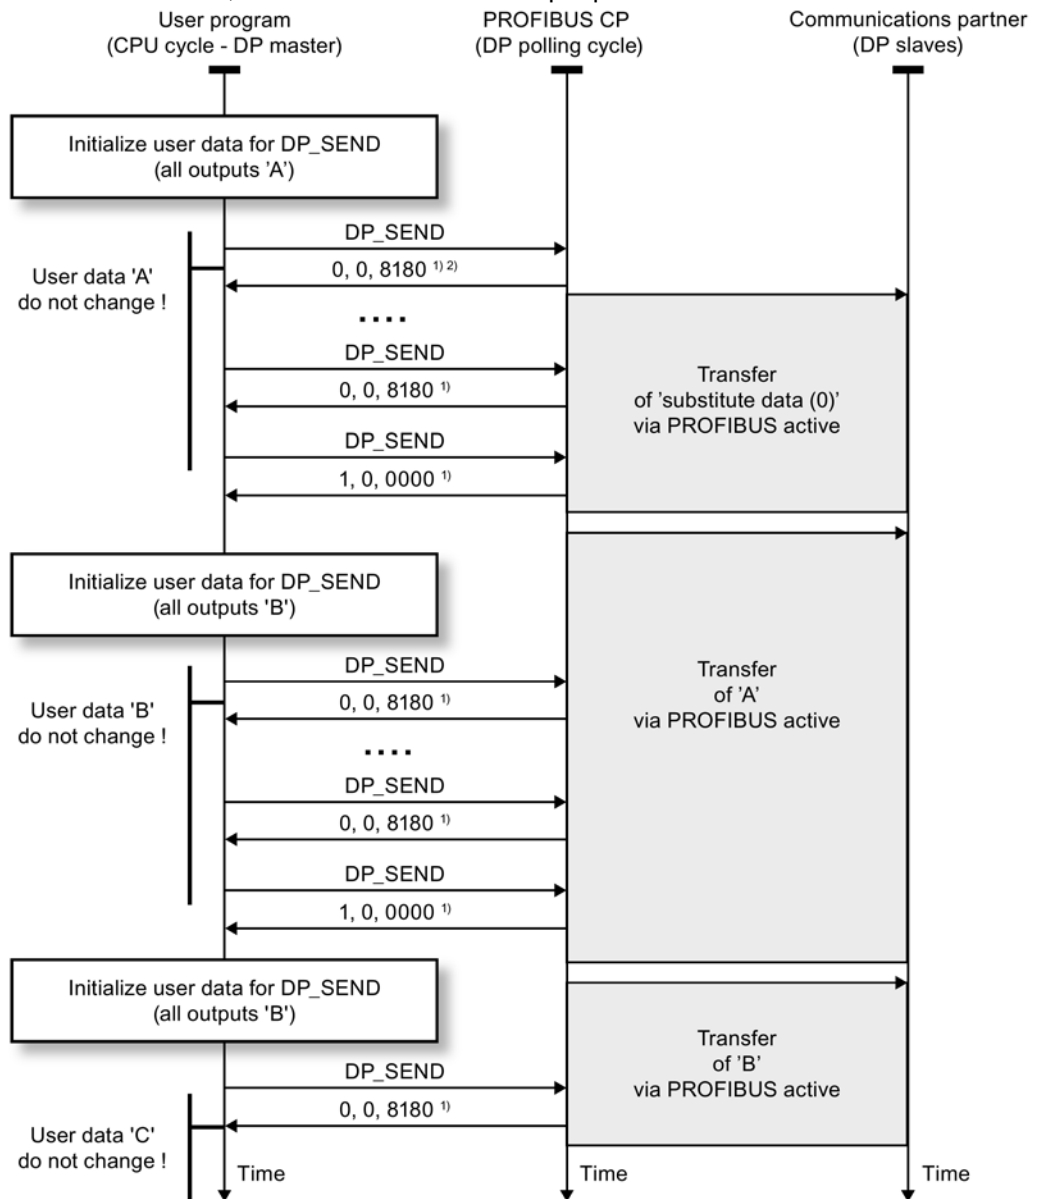 User program
(CPU cycle - DP master)
PROFIBUS CP
(DP polling cycle)
Communications partner
(DP slaves)
Initialize user data for DP_SEND
(all outputs 'A')
DP_SEND
0, 0, 8180 1) 2)
User data 'A'
do not change !
....
DP_SEND
0, 0, 8180 1)
DP_SEND
1, 0, 0000 1)
Transfer
of 'substitute data (0)'
via PROFIBUS active
Initialize user data for DP_SEND
(all outputs 'B')
DP_SEND
0, 0, 8180 1)
User data 'B'
do not change !
....
DP_SEND
0, 0, 8180 1)
DP_SEND
1, 0, 0000 1)
Transfer
of 'A'
via PROFIBUS active
Initialize user data for DP_SEND
(all outputs 'B')
DP_SEND
0, 0, 8180 1)
User data 'C'
do not change !
Transfer
of 'B'
via PROFIBUS active
Time
Time
Time